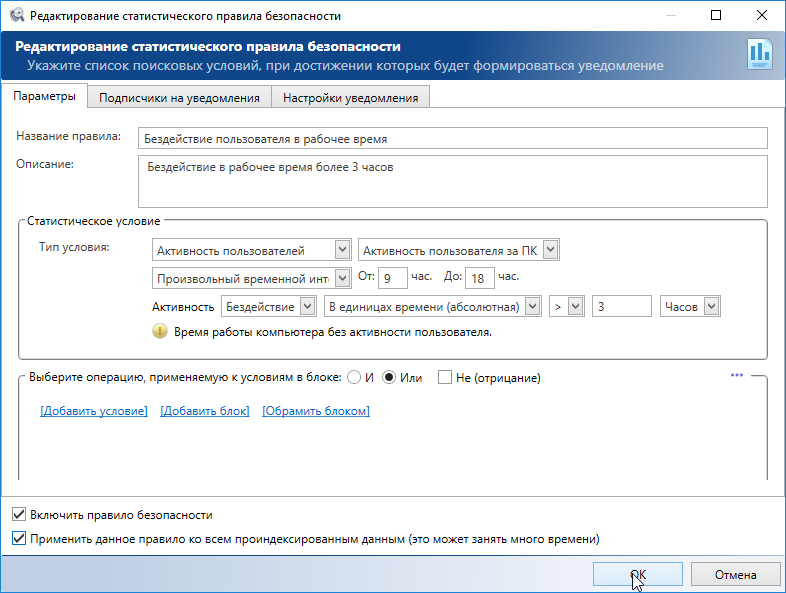 Редактирование статистического правила безопасности
Редактирование статистического правила безопасности
Укажите список поисковых условий, при достижении которых будет формироваться уведомление
Параметры Подписчики на уведомления Настройки уведомления
Название правила: Бездействие пользователя в рабочее время
Описание: Бездействие в рабочее время более 3 часов
Статистическое условие
Тип условия: Активность пользователей Активность пользователя за ПК
Произвольный временной инт От: 9 час. До: 18 час.
Активность Бездействие В единицах времени (абсолютная) > 3 Часов
Время работы компьютера без активности пользователя.
Выберите операцию, применяемую к условиям в блоке: И Или Не (отрицание)
[Добавить условие] [Добавить блок] [Обрамить блоком]
Включить правило безопасности
Применить данное правило ко всем проиндексированным данным (это может занять много времени)
ОК Отмена